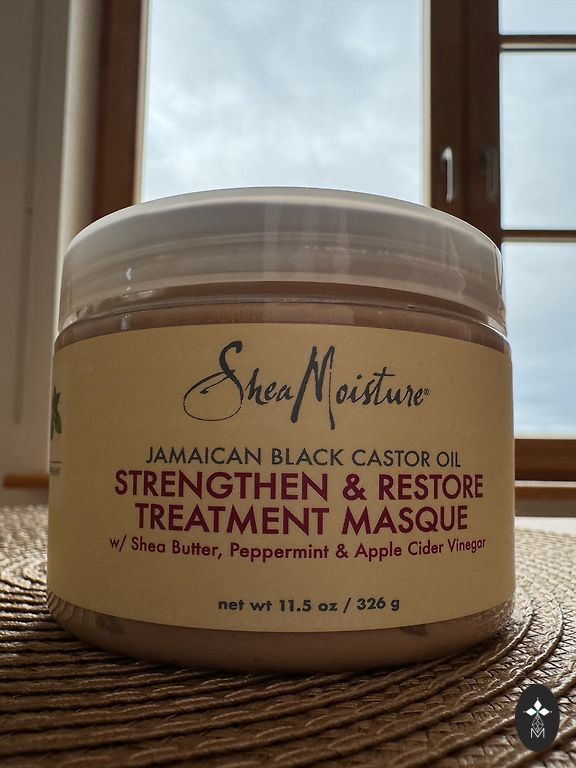 SheaMoisture®
JAMAICAN BLACK CASTOR OIL
STRENGTHEN & RESTORE
TREATMENT MASQUE
w/ Shea Butter, Peppermint & Apple Cider Vinegar
net wt 11.5 oz / 326 g
M